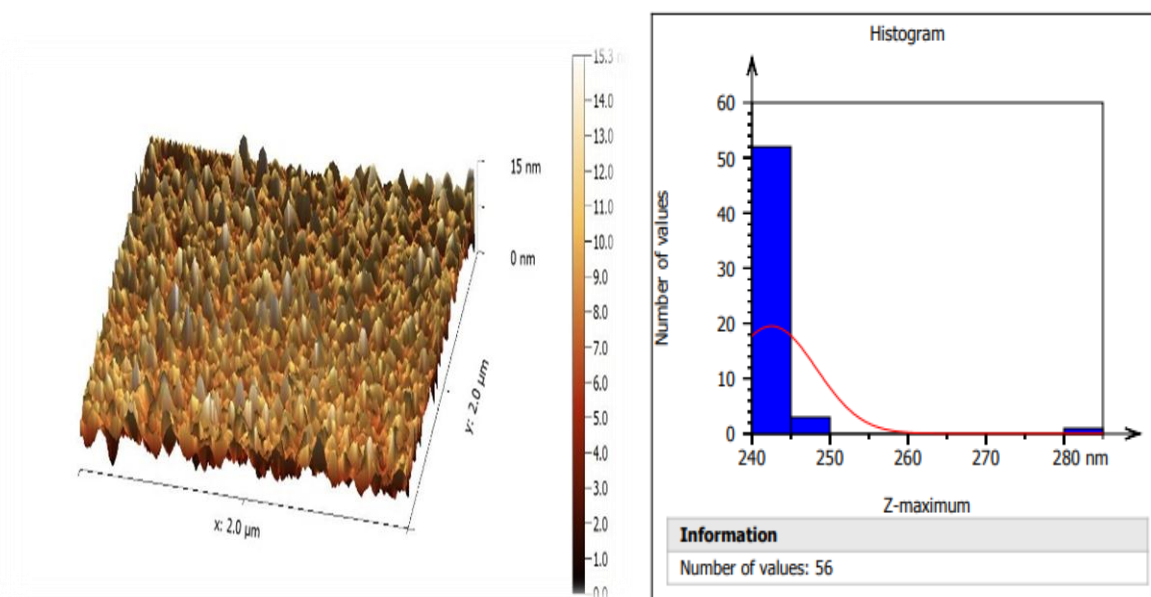 15.3
14.0
13.0
12.0
11.0
10.0
9.0
8.0
7.0
6.0
5.0
4.0
3.0
2.0
1.0
0.0
15 nm
0 nm
y: 2.0 µm
x: 2.0 µm
Histogram
Number of values
60
50
40
30
20
10
0
240 250 260 270 280 nm
Z-maximum
Information
Number of values: 56